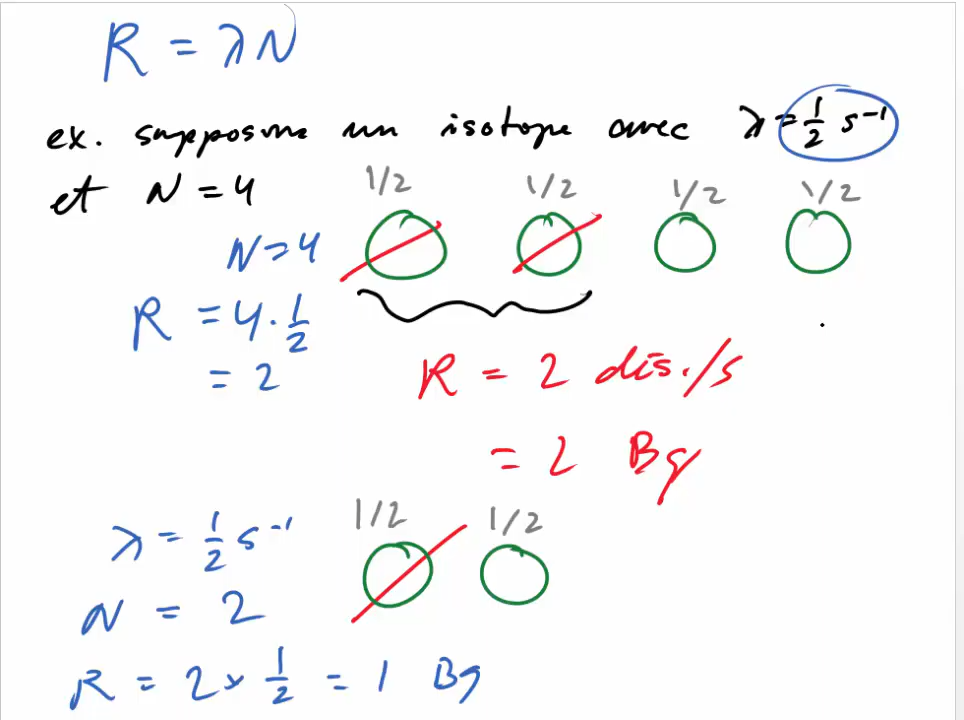 R = λN
ex. supposons un isotope avec λ = 1/2 s⁻¹
et N = 4
1/2 1/2 1/2 1/2
N = 4
R = 4 · 1/2
= 2
R = 2 dés./s
= 2 Bq
1/2 1/2
λ = 1/2 s⁻¹
N = 2
R = 2 × 1/2 = 1 Bq